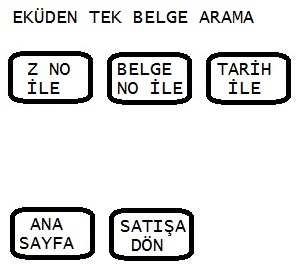 EKÜDEN TEK BELGE ARAMA
Z NO
İLE
BELGE
NO İLE
TARİH
İLE
ANA
SAYFA
SATIŞA
DÖN